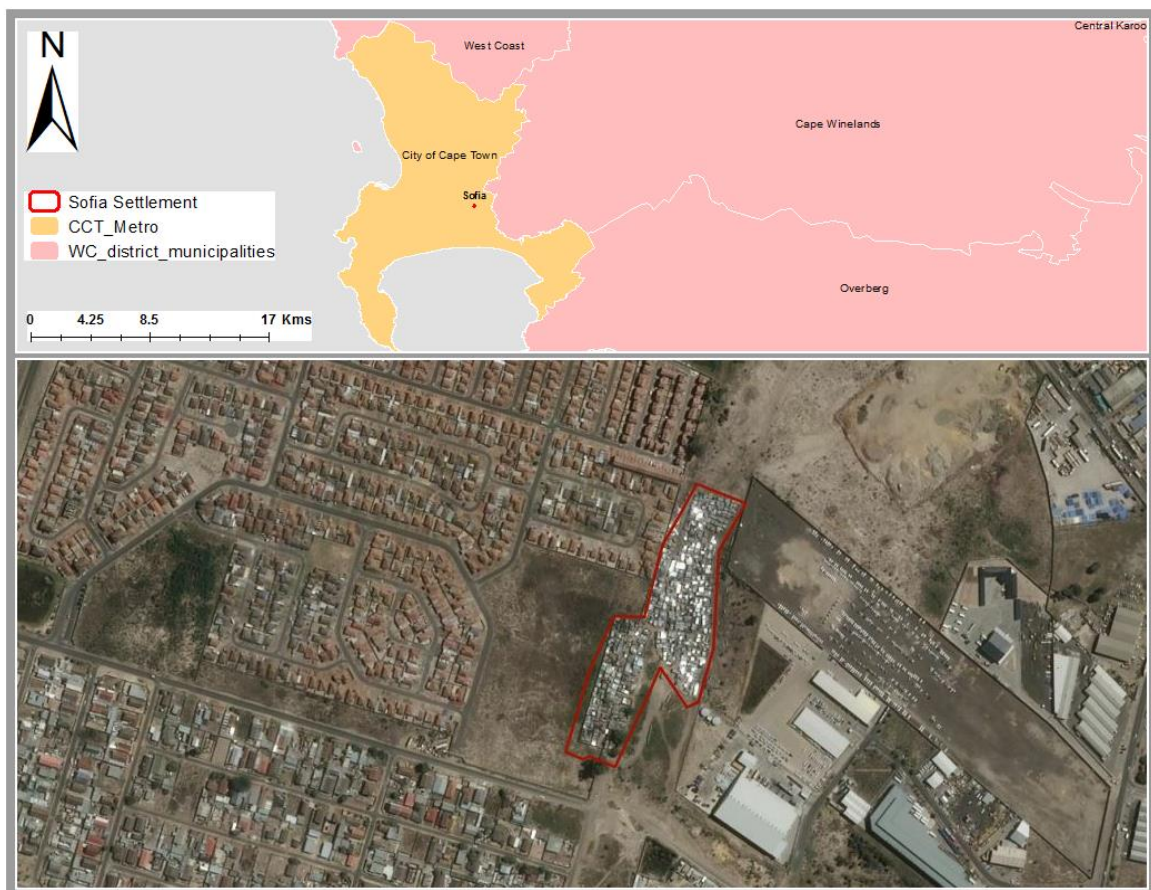 West Coast
Central Karoo
N
Cape Winelands
City of Cape Town
Sofia
Sofia Settlement
CCT_Metro
WC_district_municipalities
Overberg
0 4.25 8.5 17 Kms